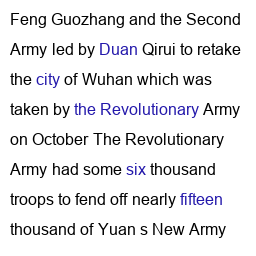 Feng Guozhang and the Second
Army led by Duan Qirui to retake
the city of Wuhan which was
taken by the Revolutionary Army
on October The Revolutionary
Army had some six thousand
troops to fend off nearly fifteen
thousand of Yuan s New Army